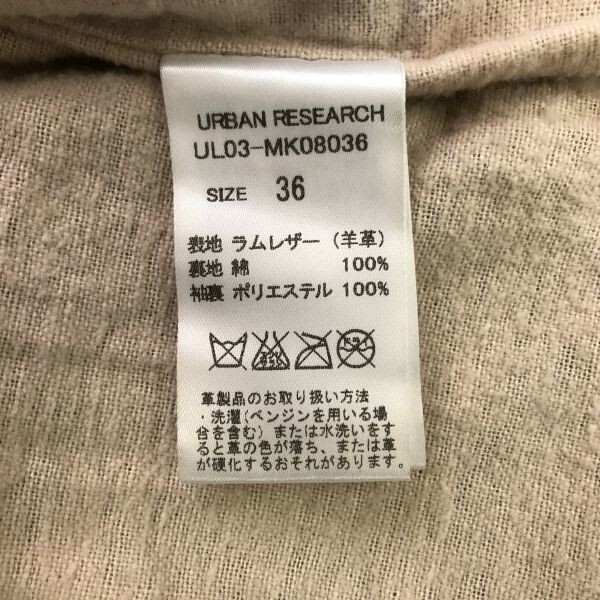 URBAN RESEARCH
UL03-MK08036
SIZE 36
表地 ラムレザー（羊革）
裏地 綿 100%
袖裏 ポリエステル 100%
革製品のお取り扱い方法
・洗濯(ベンジンを用いる場
合を含む) または水洗いをす
ると革の色が落ち、または革
が硬化するおそれがあります。